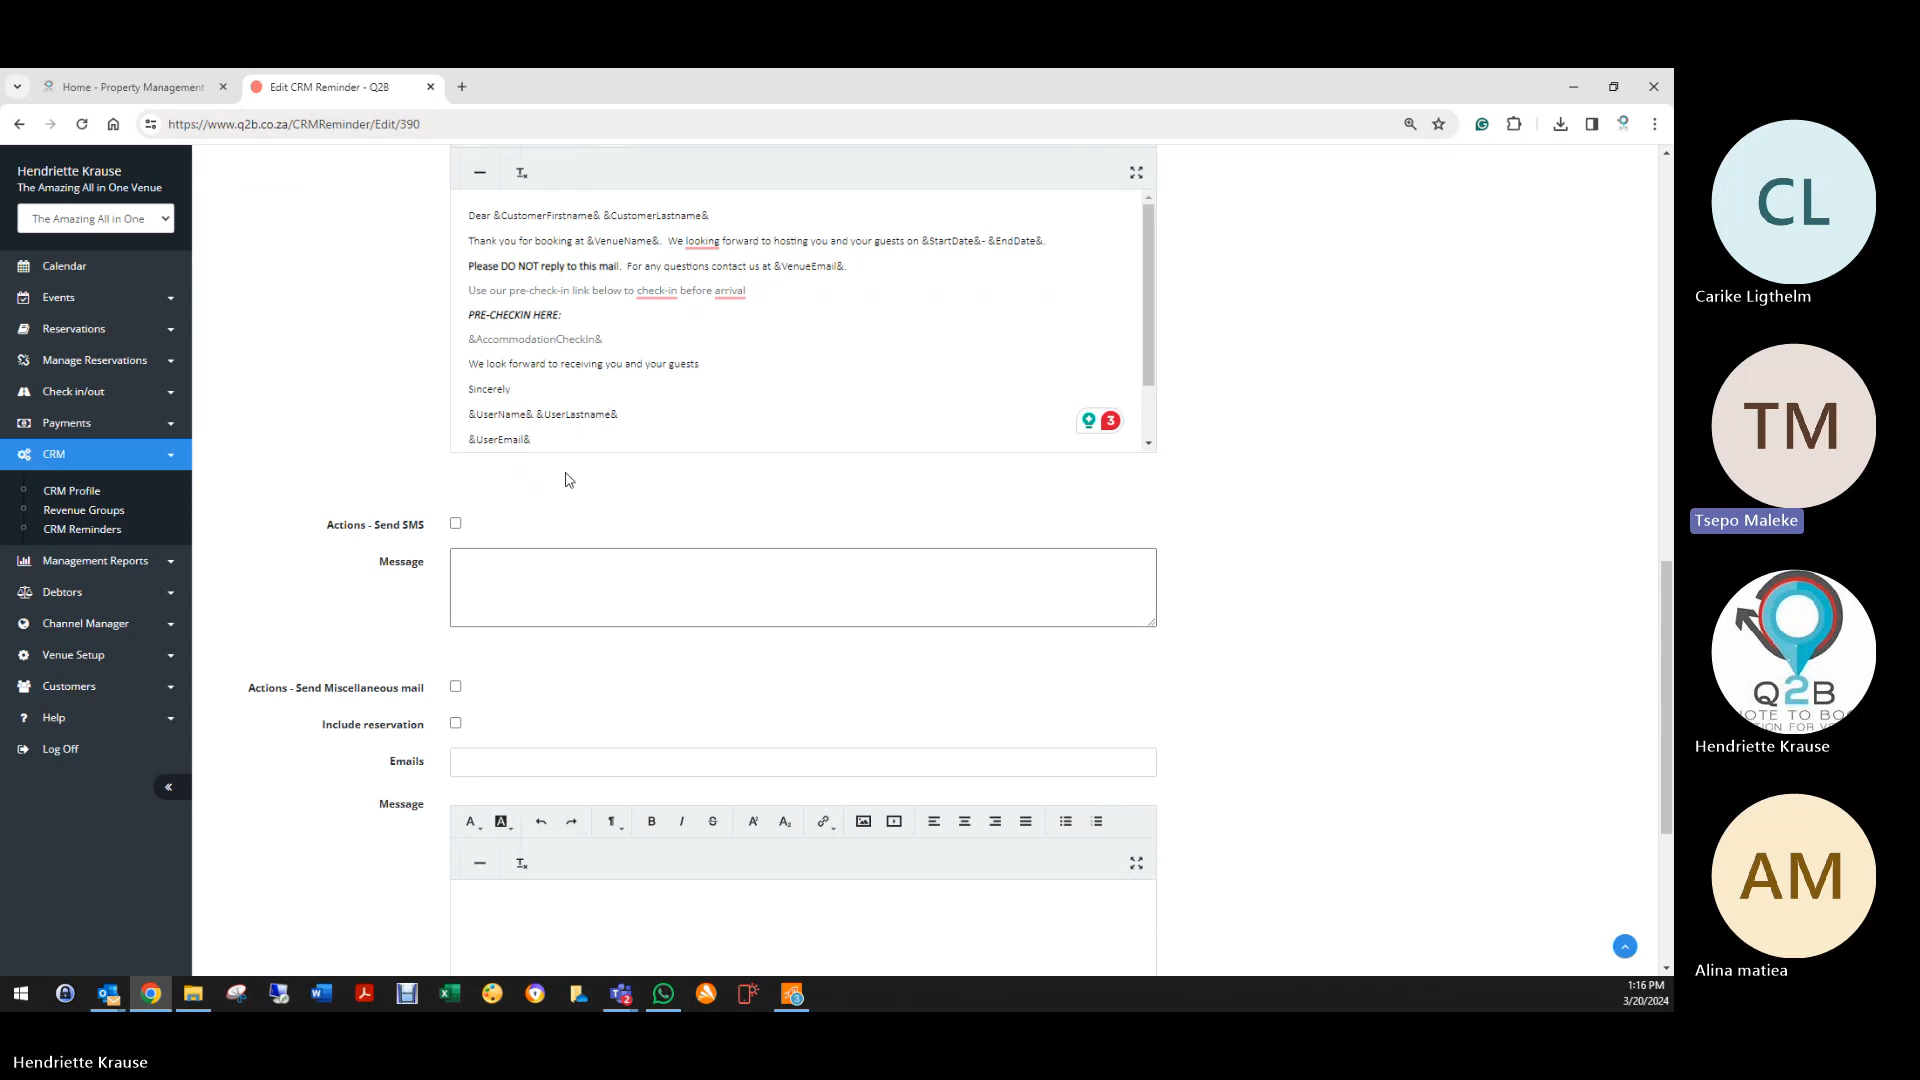 Home - Property Management
Edit CRM Reminder - Q2B
https://www.q2b.co.za/CRMReminder/Edit/390
Hendriette Krause
The Amazing All in One Venue
The Amazing All in One
Calendar
Events
Reservations
Manage Reservations
Check in/out
Payments
CRM
CRM Profile
Revenue Groups
CRM Reminders
Management Reports
Debtors
Channel Manager
Venue Setup
Customers
Help
Log Off
Dear &CustomerFirstname& &CustomerLastname&
Thank you for booking at &VenueName&. We looking forward to hosting you and your guests on &StartDate&- &EndDate&.
Please DO NOT reply to this mail. For any questions contact us at &VenueEmail&.
Use our pre-check-in link below to check-in before arrival
PRE-CHECKIN HERE:
&AccommodationCheckIn&
We look forward to receiving you and your guests
Sincerely
&UserName& &UserLastname&
&UserEmail&
3
Actions - Send SMS
Message
Actions - Send Miscellaneous mail
Include reservation
Emails
Message
1:16 PM
3/20/2024
CL
Carike Ligthelm
TM
Tsepo Maleke
Q2B
Hendriette Krause
AM
Alina matiea
Hendriette Krause